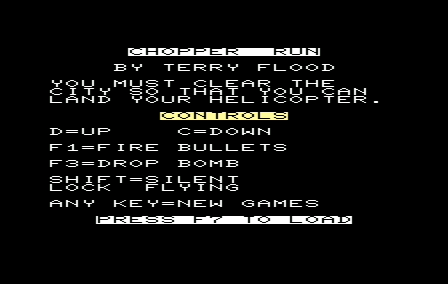 CHOPPER RUN
BY TERRY FLOOD
YOU MUST CLEAR THE
CITY SO THAT YOU CAN
LAND YOUR HELICOPTER.
CONTROLS
D=UP C=DOWN
F1=FIRE BULLETS
F3=DROP BOMB
SHIFT=SILENT
LOCK FLYING
ANY KEY=NEW GAMES
PRESS F7 TO LOAD